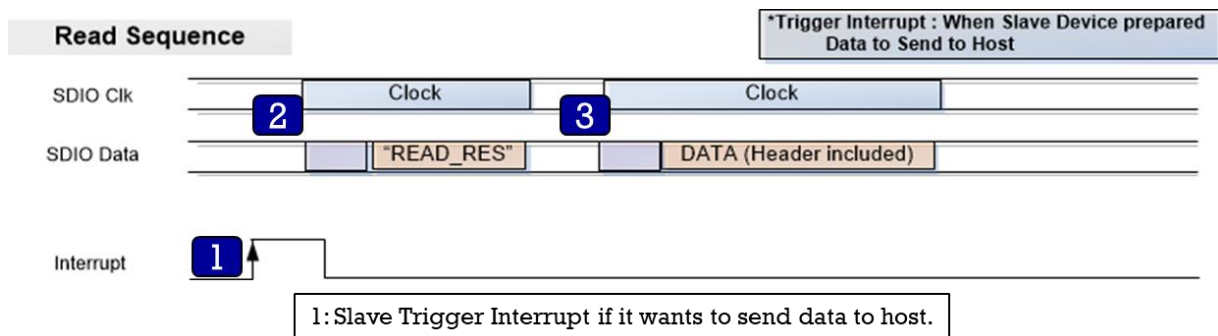 Read Sequence
*Trigger Interrupt : When Slave Device prepared
Data to Send to Host
SDIO Clk
Clock
Clock
2
3
SDIO Data
"READ_RES"
DATA (Header included)
Interrupt
1
1: Slave Trigger Interrupt if it wants to send data to host.